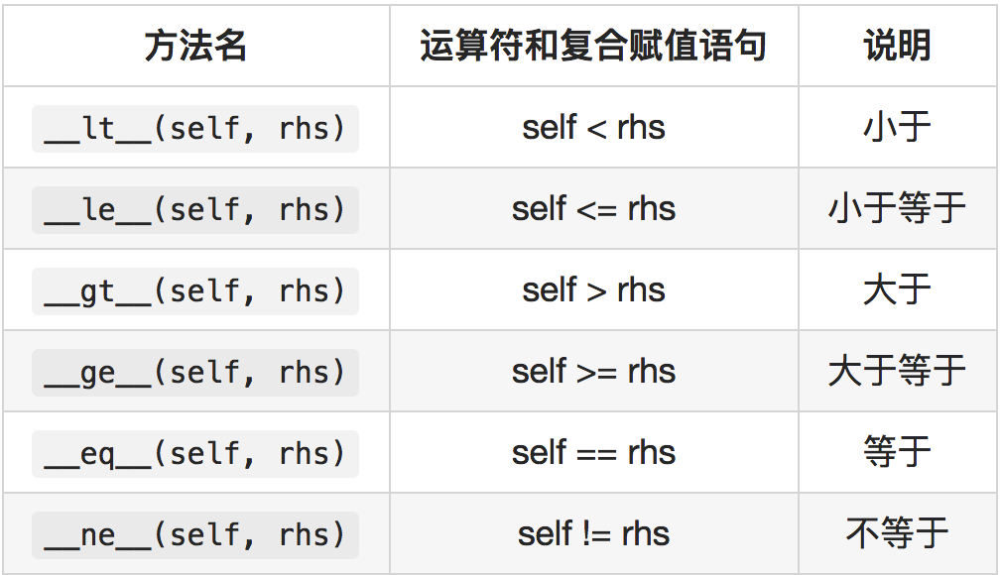 方法名 运算符和复合赋值语句 说明
__lt__(self, rhs) self < rhs 小于
__le__(self, rhs) self <= rhs 小于等于
__gt__(self, rhs) self > rhs 大于
__ge__(self, rhs) self >= rhs 大于等于
__eq__(self, rhs) self == rhs 等于
__ne__(self, rhs) self != rhs 不等于